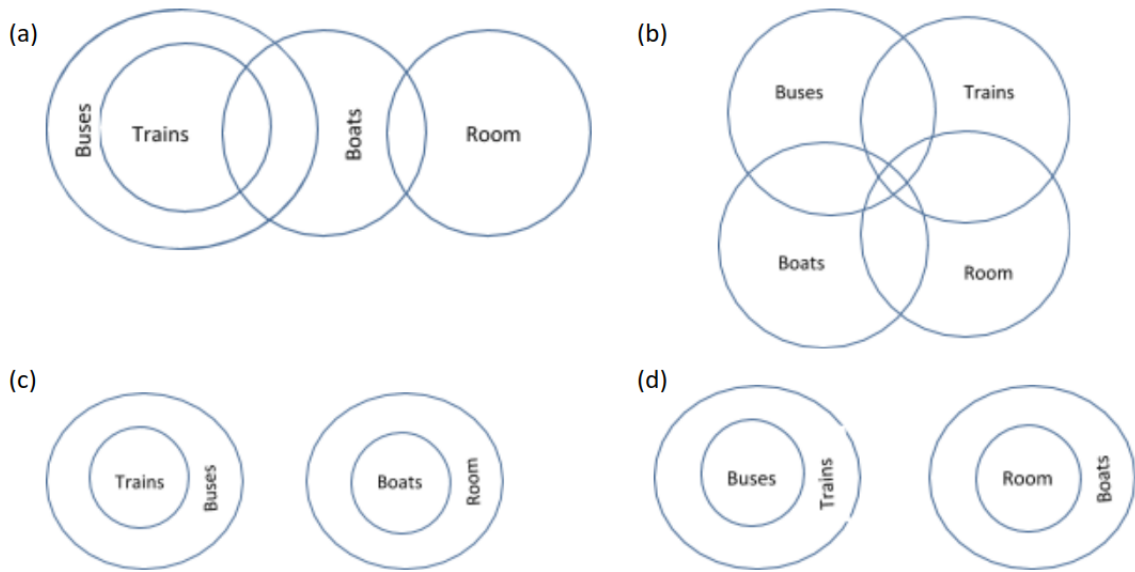 (a)
Buses
Trains
Boats
Room
(b)
Buses
Trains
Boats
Room
(c)
Trains
Buses
Boats
Room
(d)
Buses
Trains
Room
Boats